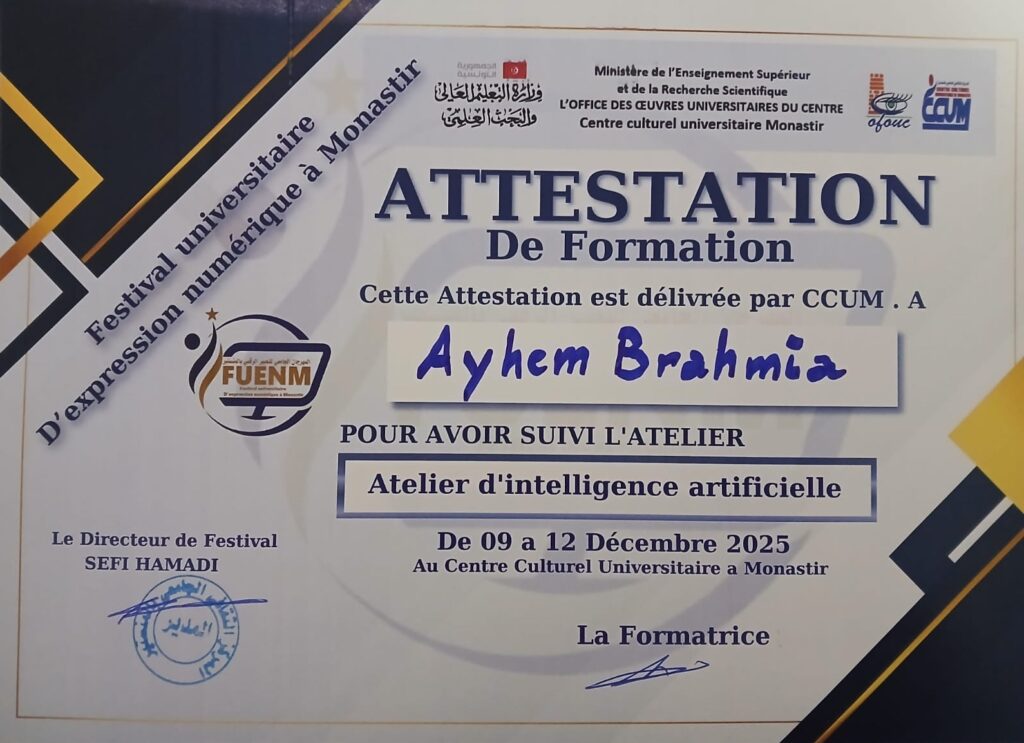 الجمهورية
التونسية
وزارة التعليم العالي
والبحث العلمي
Ministère de l'Enseignement Supérieur
et de la Recherche Scientifique
L'OFFICE DES ŒUVRES UNIVERSITAIRES DU CENTRE
Centre culturel universitaire Monastir
ofouc
CCUM
Festival universitaire
D'expression numérique à Monastir
ATTESTATION
De Formation
Cette Attestation est délivrée par CCUM . A
Ayhem Brahmia
FUENM
POUR AVOIR SUIVI L'ATELIER
Atelier d'intelligence artificielle
De 09 a 12 Décembre 2025
Au Centre Culturel Universitaire a Monastir
Le Directeur de Festival
SEFI HAMADI
La Formatrice